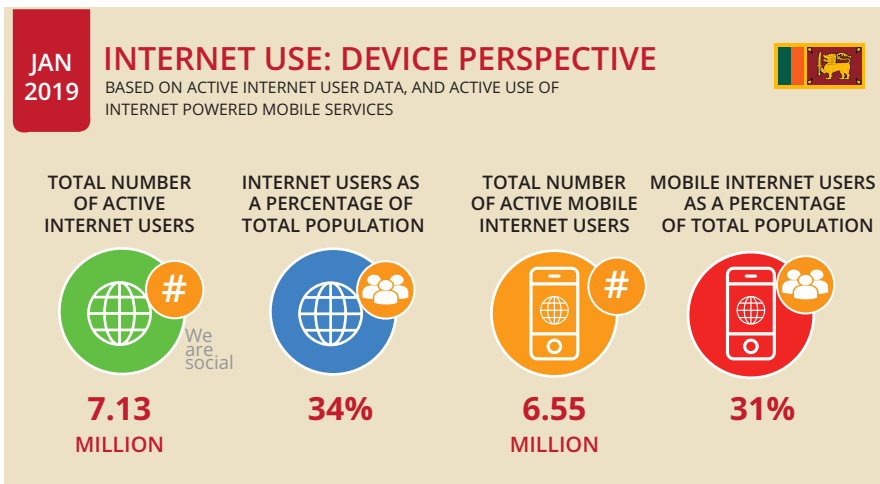 JAN
2019
INTERNET USE: DEVICE PERSPECTIVE
BASED ON ACTIVE INTERNET USER DATA, AND ACTIVE USE OF
INTERNET POWERED MOBILE SERVICES
TOTAL NUMBER
OF ACTIVE
INTERNET USERS
#
We
are
social
7.13
MILLION
INTERNET USERS AS
A PERCENTAGE OF
TOTAL POPULATION
34%
TOTAL NUMBER
OF ACTIVE MOBILE
INTERNET USERS
#
6.55
MILLION
MOBILE INTERNET USERS
AS A PERCENTAGE
OF TOTAL POPULATION
31%